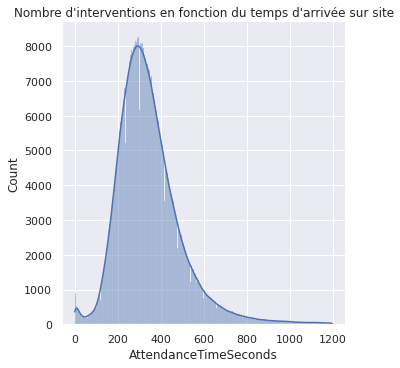 Nombre d'interventions en fonction du temps d'arrivée sur site
8000
7000
6000
5000
4000
3000
2000
1000
0
Count
0 200 400 600 800 1000 1200
AttendanceTimeSeconds